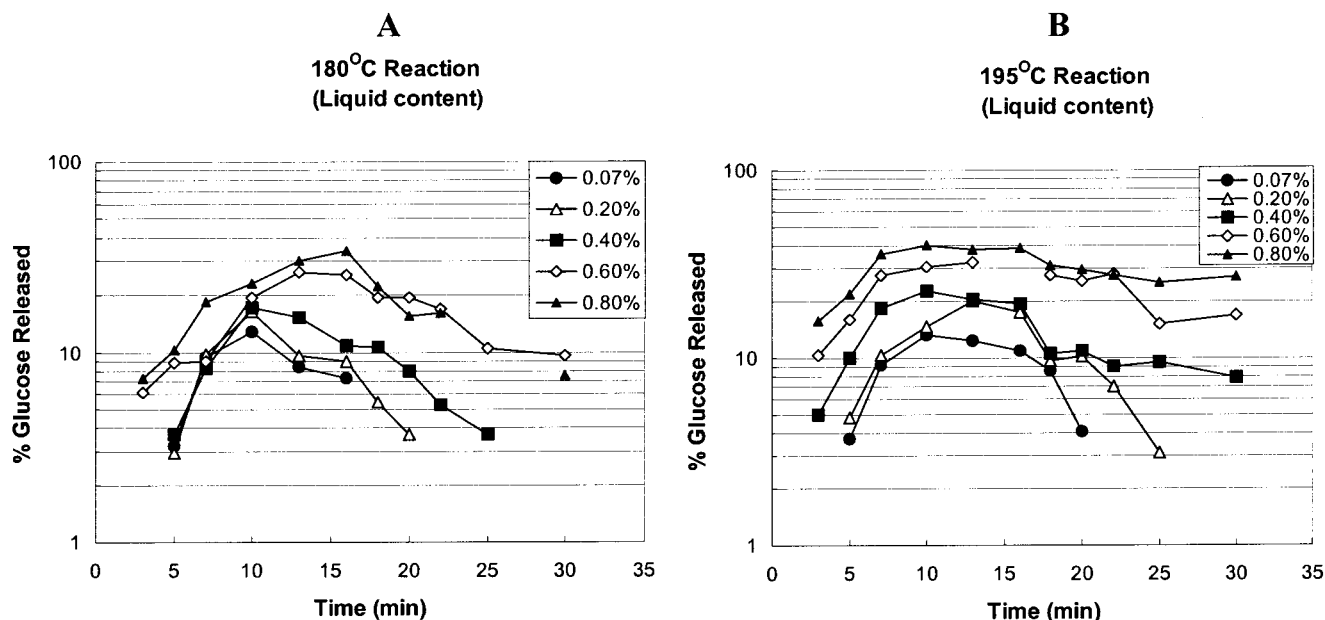 A
180°C Reaction
(Liquid content)
% Glucose Released
100
10
1
0.07%
0.20%
0.40%
0.60%
0.80%
0 5 10 15 20 25 30 35
Time (min)
B
195°C Reaction
(Liquid content)
% Glucose Released
100
10
1
0.07%
0.20%
0.40%
0.60%
0.80%
0 5 10 15 20 25 30 35
Time (min)